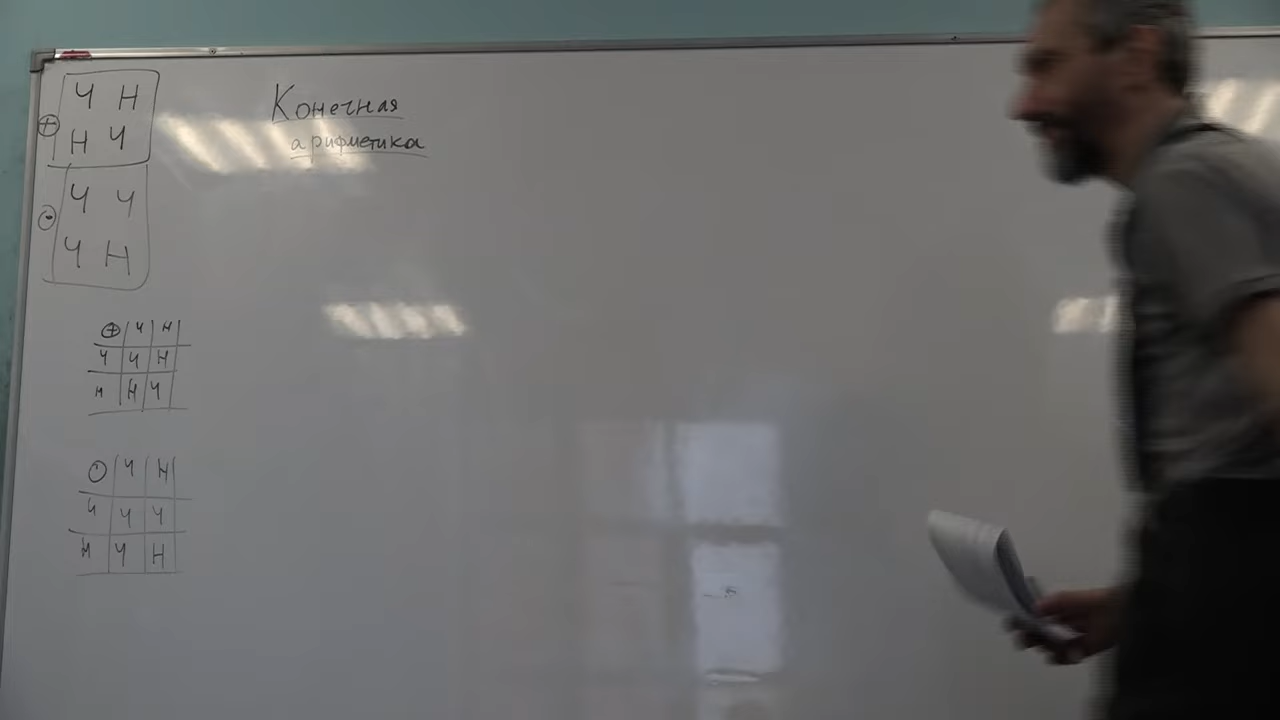 Конечная
арифметика
⊕
Ч Н
Н Ч
⊙
Ч Ч
Ч Н
⊕ Ч Н
Ч Ч Н
Н Н Ч
⊙ Ч Н
Ч Ч Ч
Н Ч Н